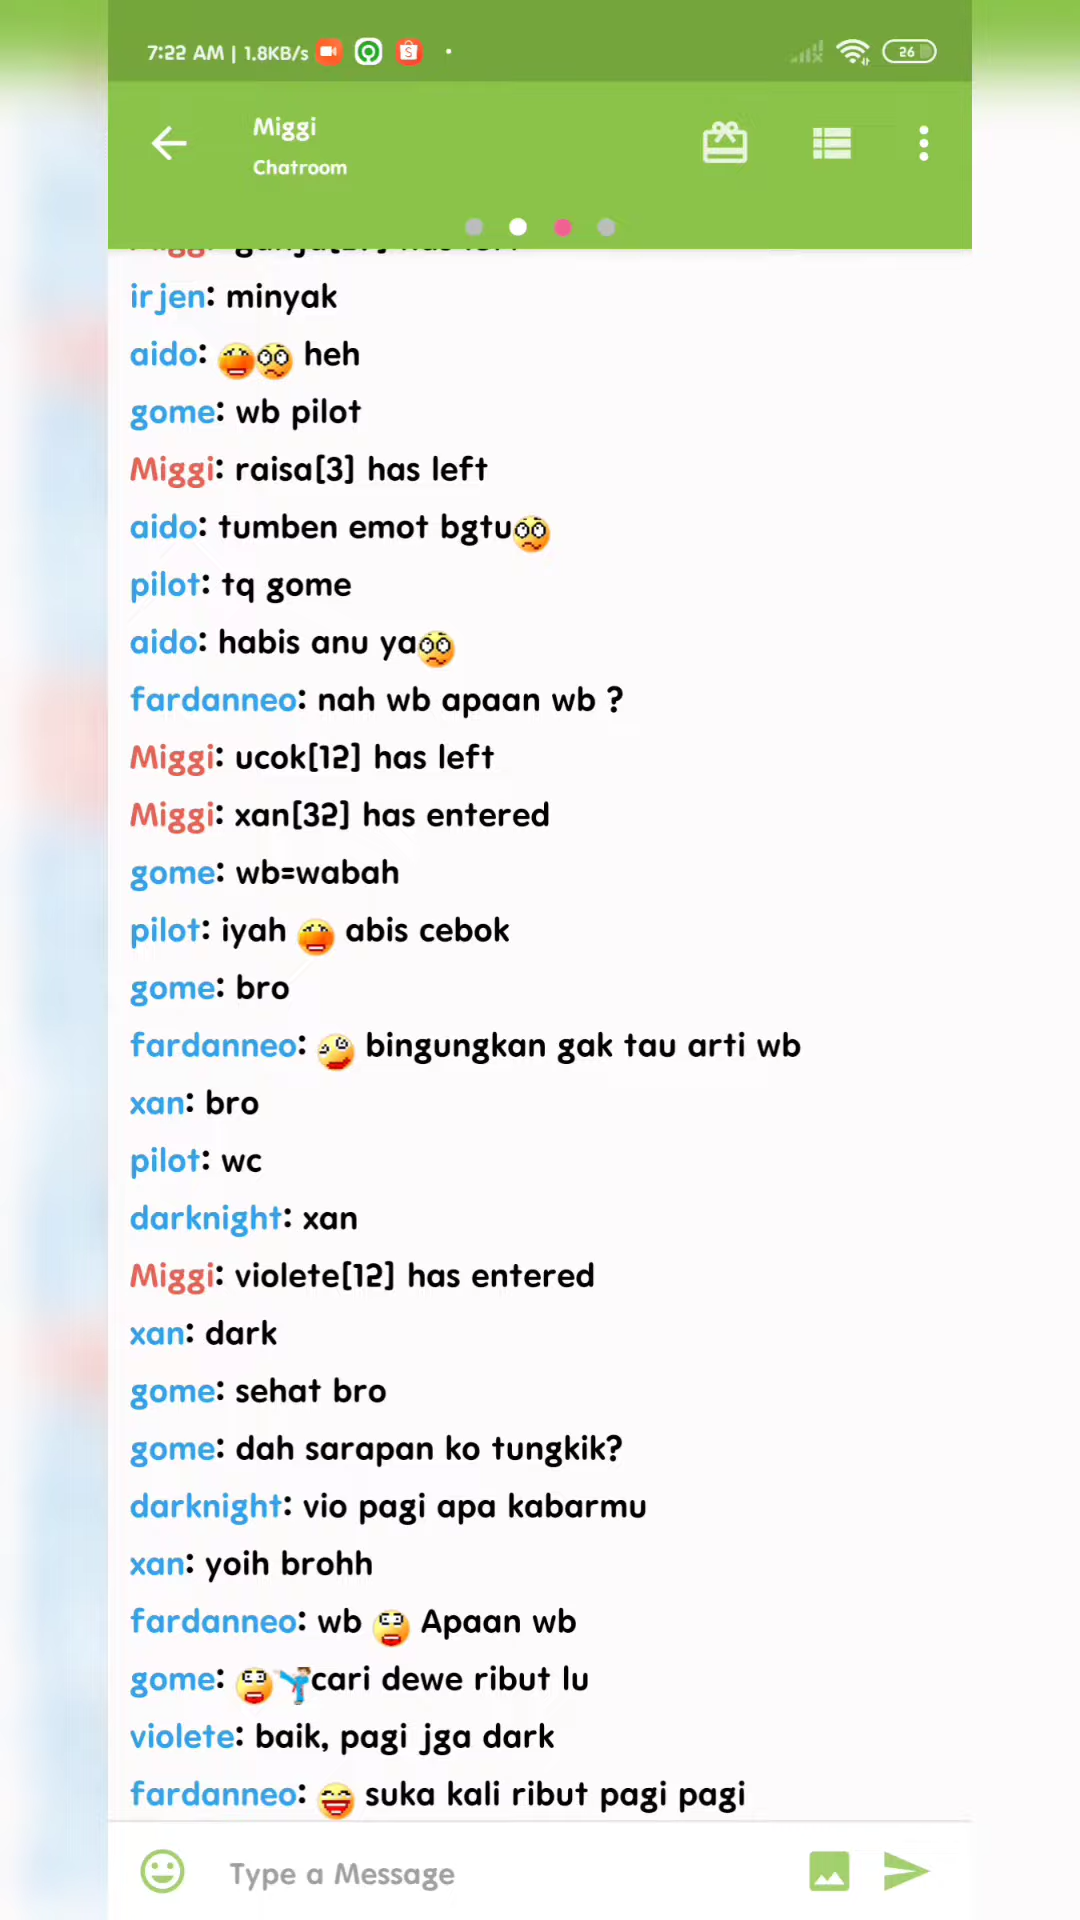 7:22 AM | 1.8KB/s
26
Miggi
Chatroom
irjen: minyak
aido: heh
gome: wb pilot
Miggi: raisa[3] has left
aido: tumben emot bgtu
pilot: tq gome
aido: habis anu ya
fardanneo: nah wb apaan wb ?
Miggi: ucok[12] has left
Miggi: xan[32] has entered
gome: wb=wabah
pilot: iyah abis cebok
gome: bro
fardanneo: bingungkan gak tau arti wb
xan: bro
pilot: wc
darknight: xan
Miggi: violete[12] has entered
xan: dark
gome: sehat bro
gome: dah sarapan ko tungkik?
darknight: vio pagi apa kabarmu
xan: yoih brohh
fardanneo: wb Apaan wb
gome: cari dewe ribut lu
violete: baik, pagi jga dark
fardanneo: suka kali ribut pagi pagi
Type a Message